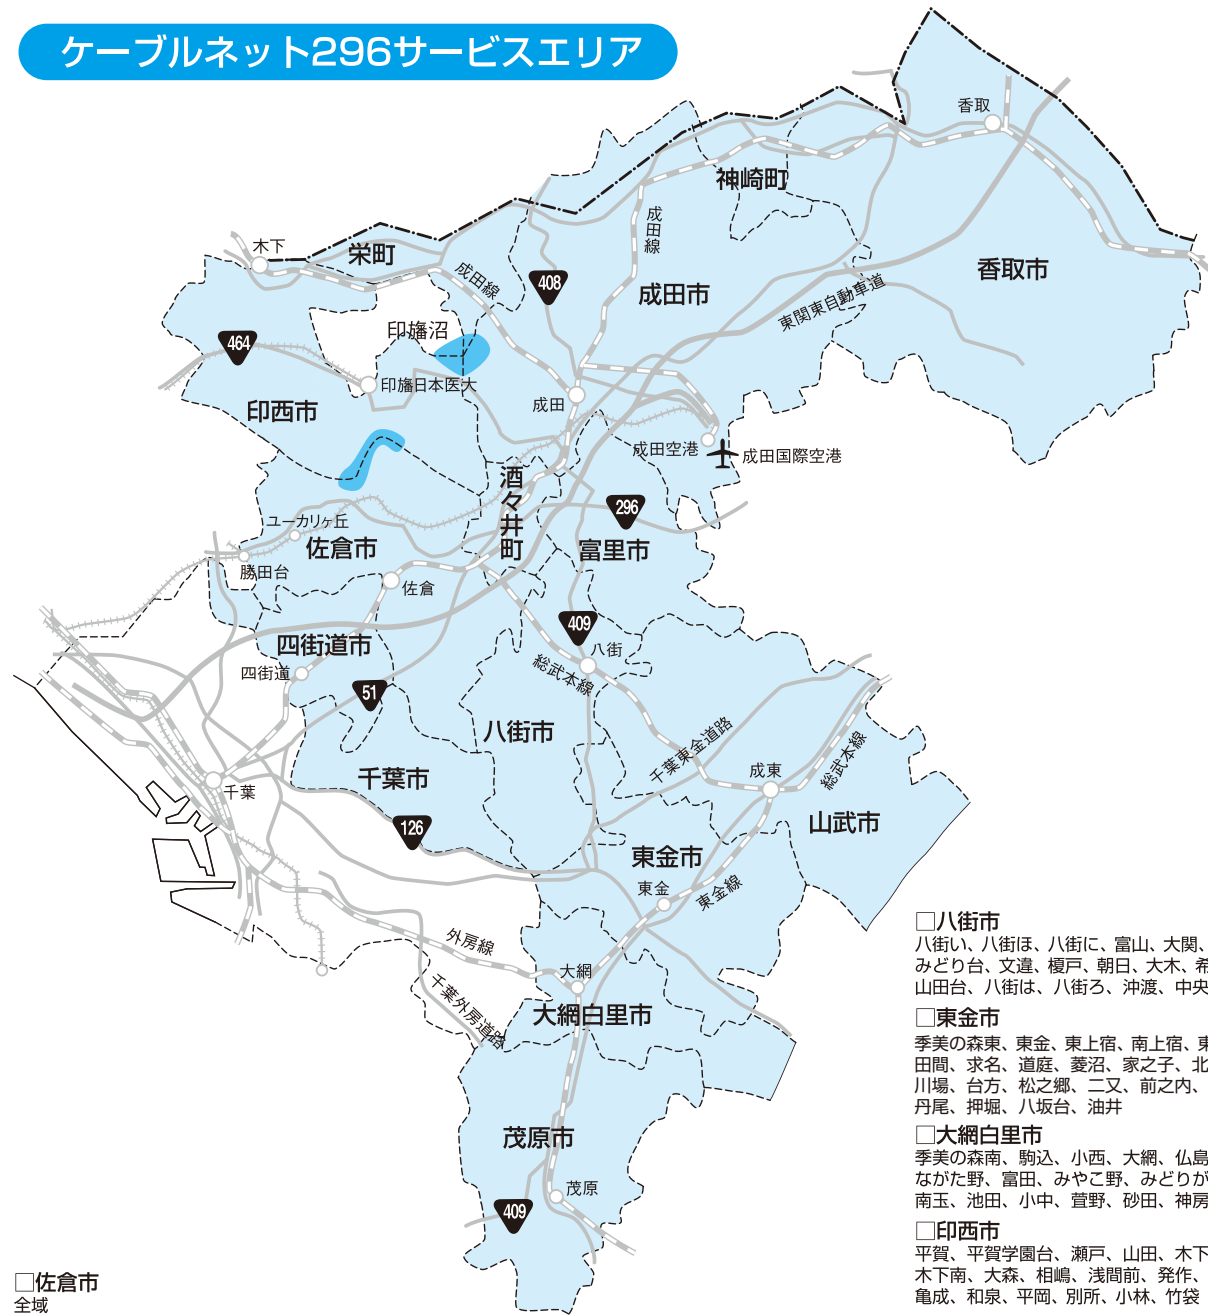 ケーブルネット296サービスエリア
香取
神崎町
成田線
木下
栄町
成田線
408
成田市
香取市
東関東自動車道
印旛沼
464
印旛日本医大
印西市
成田
成田空港
成田国際空港
酒々井町
296
ユーカリヶ丘
佐倉市
富里市
勝田台
佐倉
409
四街道市
八街
四街道
総武本線
51
八街市
千葉東金道路
総武本線
成東
千葉市
千葉
126
山武市
東金市
東金
東金線
外房線
大網
千葉外房道路
大網白里市
茂原市
茂原
409
□八街市
八街い、八街ほ、八街に、富山、大関、
みどり台、文違、榎戸、朝日、大木、希
山田台、八街は、八街ろ、沖渡、中央
□東金市
季美の森東、東金、東上宿、南上宿、東
田間、求名、道庭、菱沼、家之子、北
川場、台方、松之郷、二又、前之内、
丹尾、押堀、八坂台、油井
□大網白里市
季美の森南、駒込、小西、大網、仏島
ながた野、富田、みやこ野、みどりが
南玉、池田、小中、萱野、砂田、神房
□印西市
平賀、平賀学園台、瀬戸、山田、木下
木下南、大森、相嶋、浅間前、発作、
亀成、和泉、平岡、別所、小林、竹袋
□佐倉市
全域